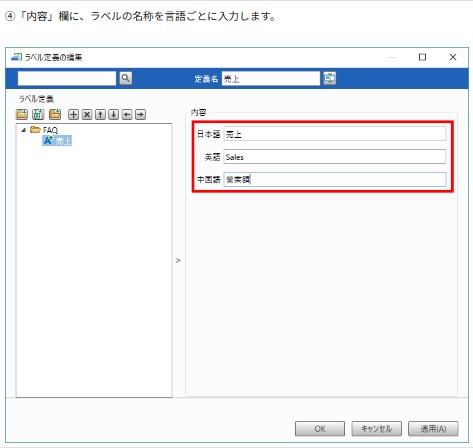 ④「内容」欄に、ラベルの名称を言語ごとに入力します。
ラベル定義の編集
定義名 売上
ラベル定義
内容
FAQ
売上
日本語 売上
英語 Sales
中国語 營業額
>
OK キャンセル 適用(A)